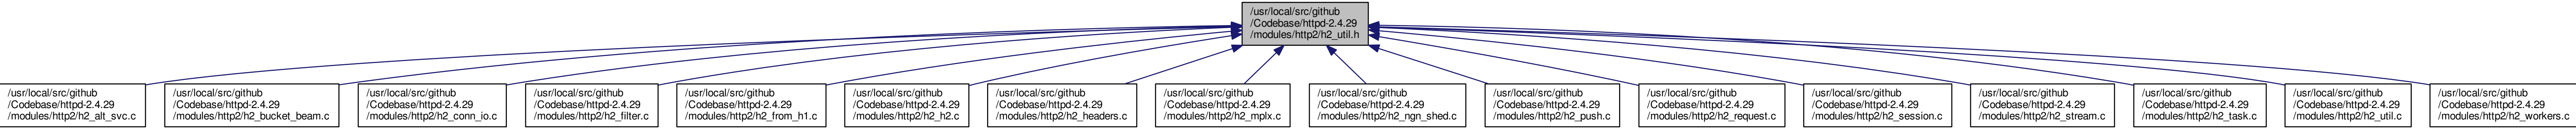 /usr/local/src/github
/Codebase/httpd-2.4.29
/modules/http2/h2_util.h
/usr/local/src/github
/Codebase/httpd-2.4.29
/modules/http2/h2_alt_svc.c
/usr/local/src/github
/Codebase/httpd-2.4.29
/modules/http2/h2_bucket_beam.c
/usr/local/src/github
/Codebase/httpd-2.4.29
/modules/http2/h2_conn_io.c
/usr/local/src/github
/Codebase/httpd-2.4.29
/modules/http2/h2_filter.c
/usr/local/src/github
/Codebase/httpd-2.4.29
/modules/http2/h2_from_h1.c
/usr/local/src/github
/Codebase/httpd-2.4.29
/modules/http2/h2_h2.c
/usr/local/src/github
/Codebase/httpd-2.4.29
/modules/http2/h2_headers.c
/usr/local/src/github
/Codebase/httpd-2.4.29
/modules/http2/h2_mplx.c
/usr/local/src/github
/Codebase/httpd-2.4.29
/modules/http2/h2_ngn_shed.c
/usr/local/src/github
/Codebase/httpd-2.4.29
/modules/http2/h2_push.c
/usr/local/src/github
/Codebase/httpd-2.4.29
/modules/http2/h2_request.c
/usr/local/src/github
/Codebase/httpd-2.4.29
/modules/http2/h2_session.c
/usr/local/src/github
/Codebase/httpd-2.4.29
/modules/http2/h2_stream.c
/usr/local/src/github
/Codebase/httpd-2.4.29
/modules/http2/h2_task.c
/usr/local/src/github
/Codebase/httpd-2.4.29
/modules/http2/h2_util.c
/usr/local/src/github
/Codebase/httpd-2.4.29
/modules/http2/h2_workers.c